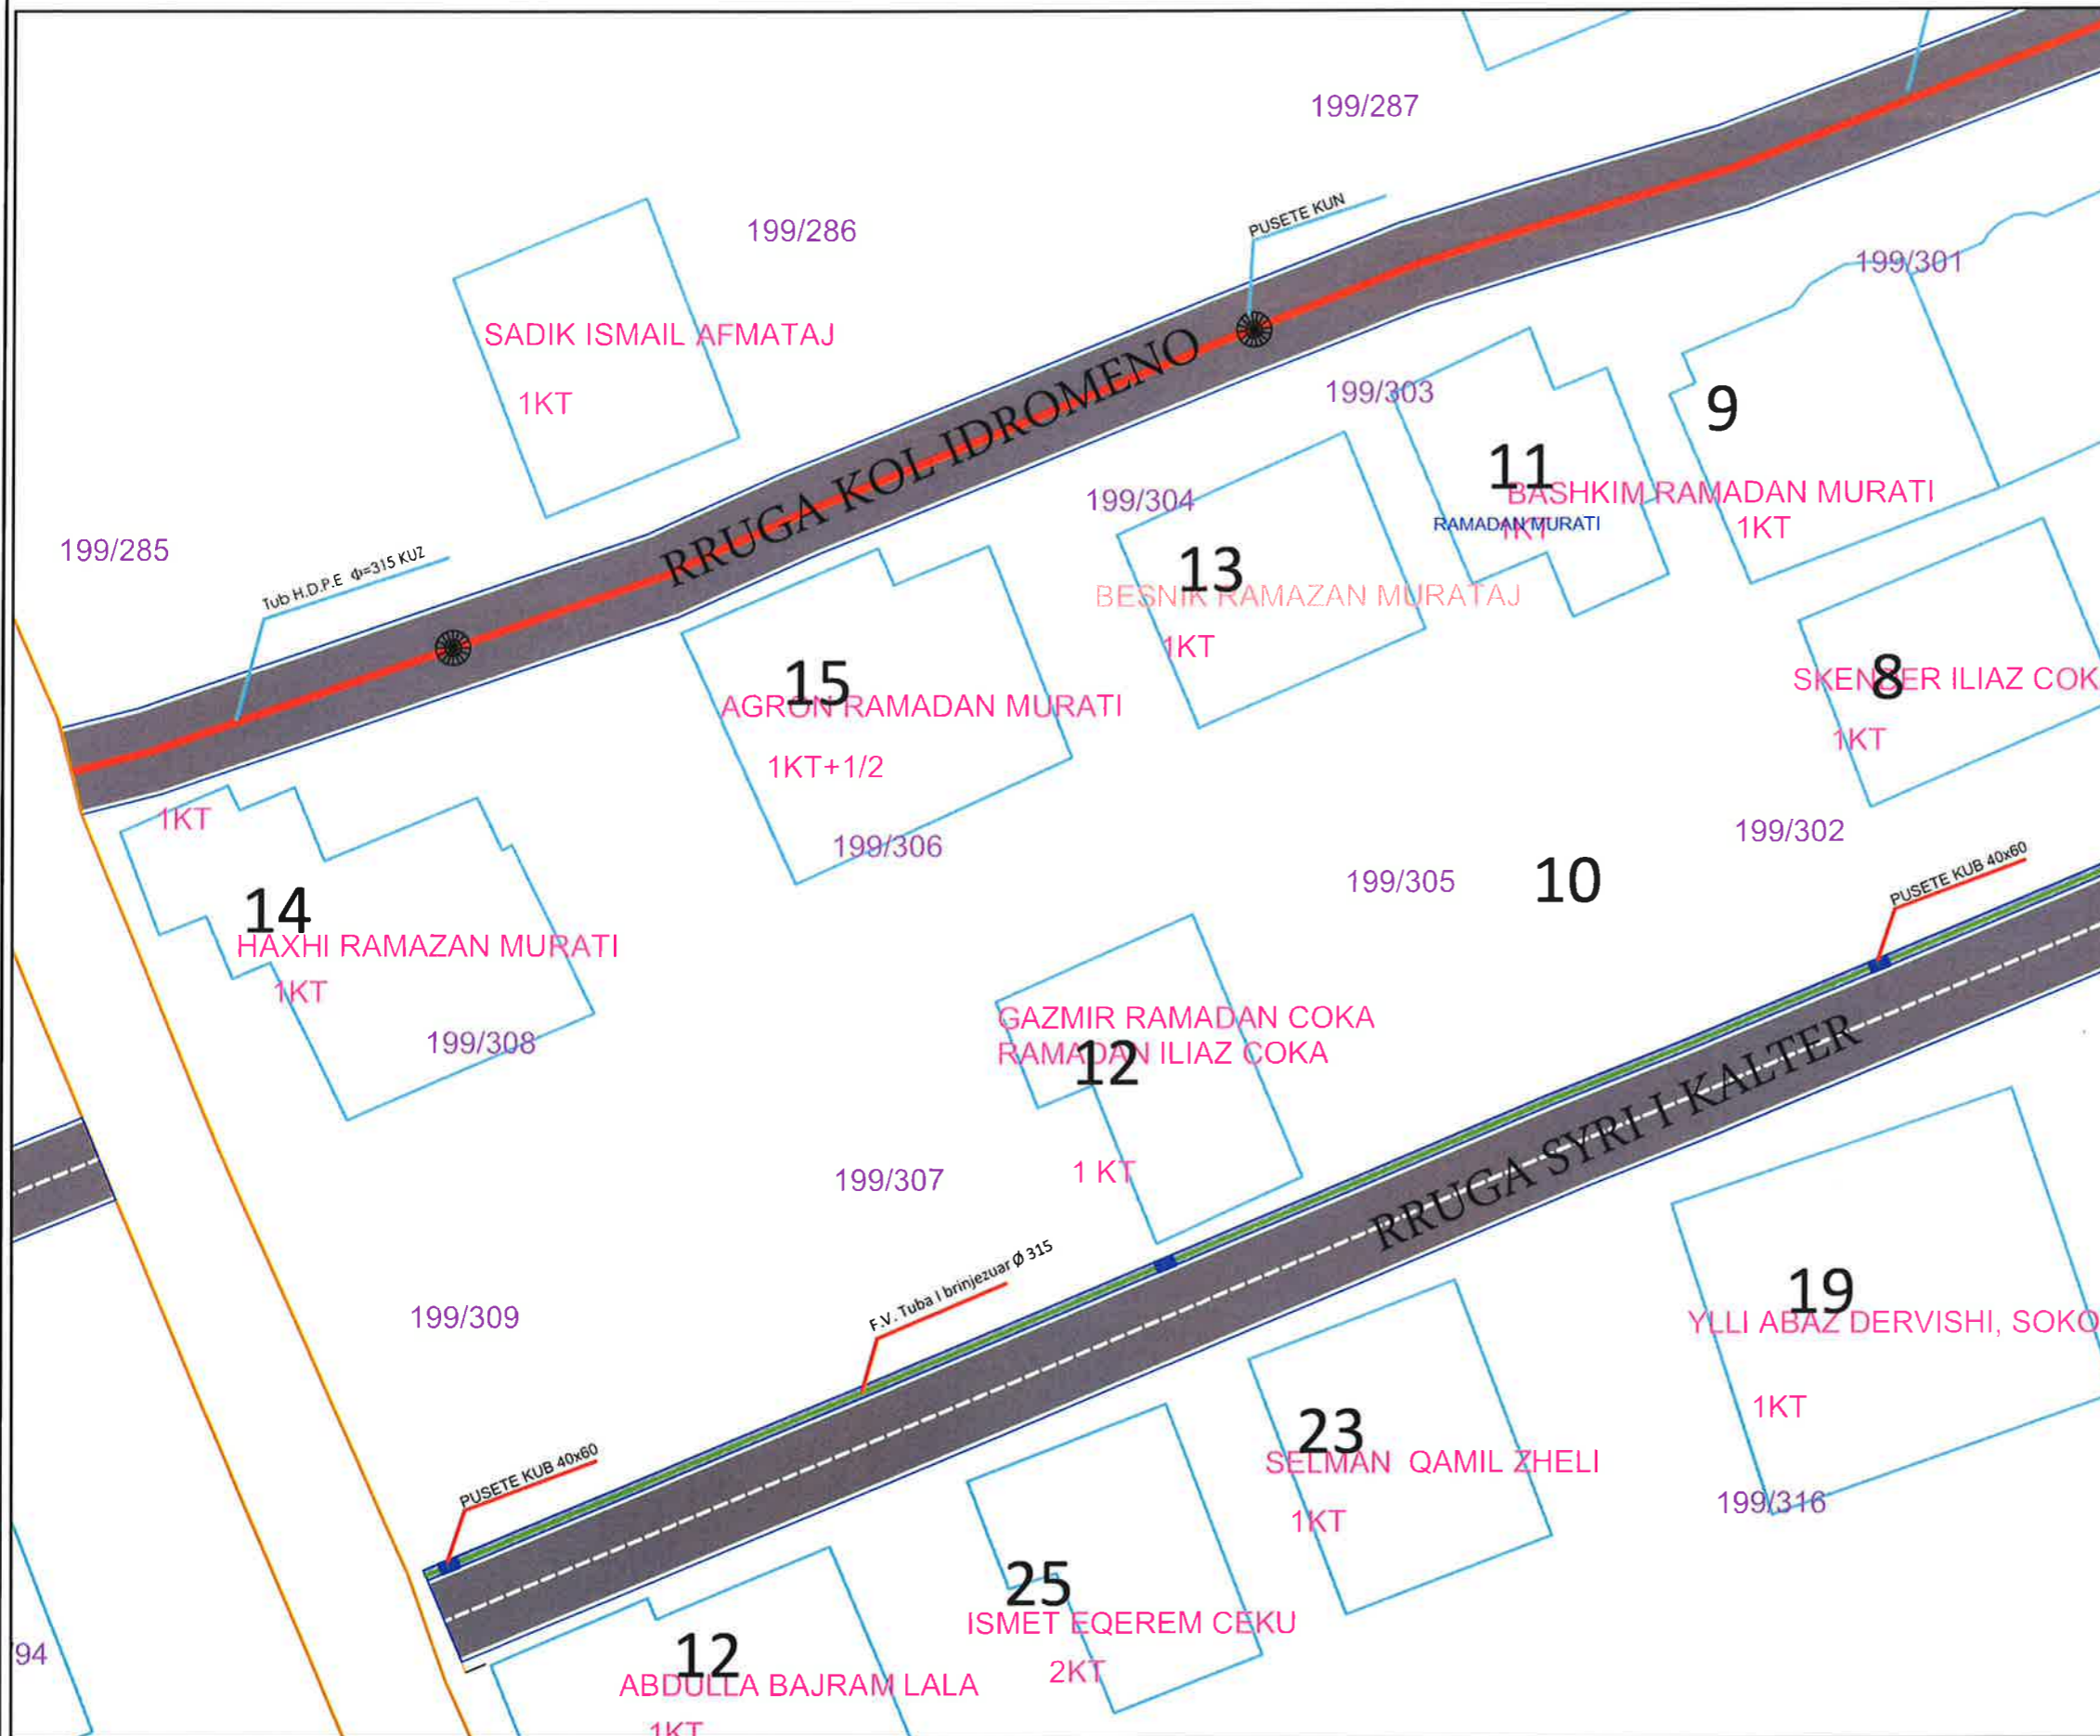 199/287
PUSETE KUN
199/286
199/301
SADIK ISMAIL AFMATAJ
1KT
RRUGA KOL IDROMENO
199/303
9
11
BASHKIM RAMADAN MURATI
1KT
RAMADAN MURATI
1KT
199/304
199/285
Tub H.D.P.E Φ=315 KUZ
13
BESNIK RAMAZAN MURATAJ
1KT
15
AGRON RAMADAN MURATI
1KT+1/2
8
SKENDER ILIAZ COK
1KT
1KT
199/306
199/302
199/305
10
PUSETE KUB 40x60
14
HAXHI RAMAZAN MURATI
1KT
199/308
GAZMIR RAMADAN COKA
RAMADAN ILIAZ COKA
12
1 KT
RRUGA SYRI I KALTER
199/307
F.V. Tuba i brinjezuar Ø 315
199/309
19
YLLI ABAZ DERVISHI, SOKO
1KT
23
SELMAN QAMIL ZHELI
1KT
199/316
PUSETE KUB 40x60
25
ISMET EQEREM CEKU
2KT
12
ABDULLA BAJRAM LALA
1KT
94